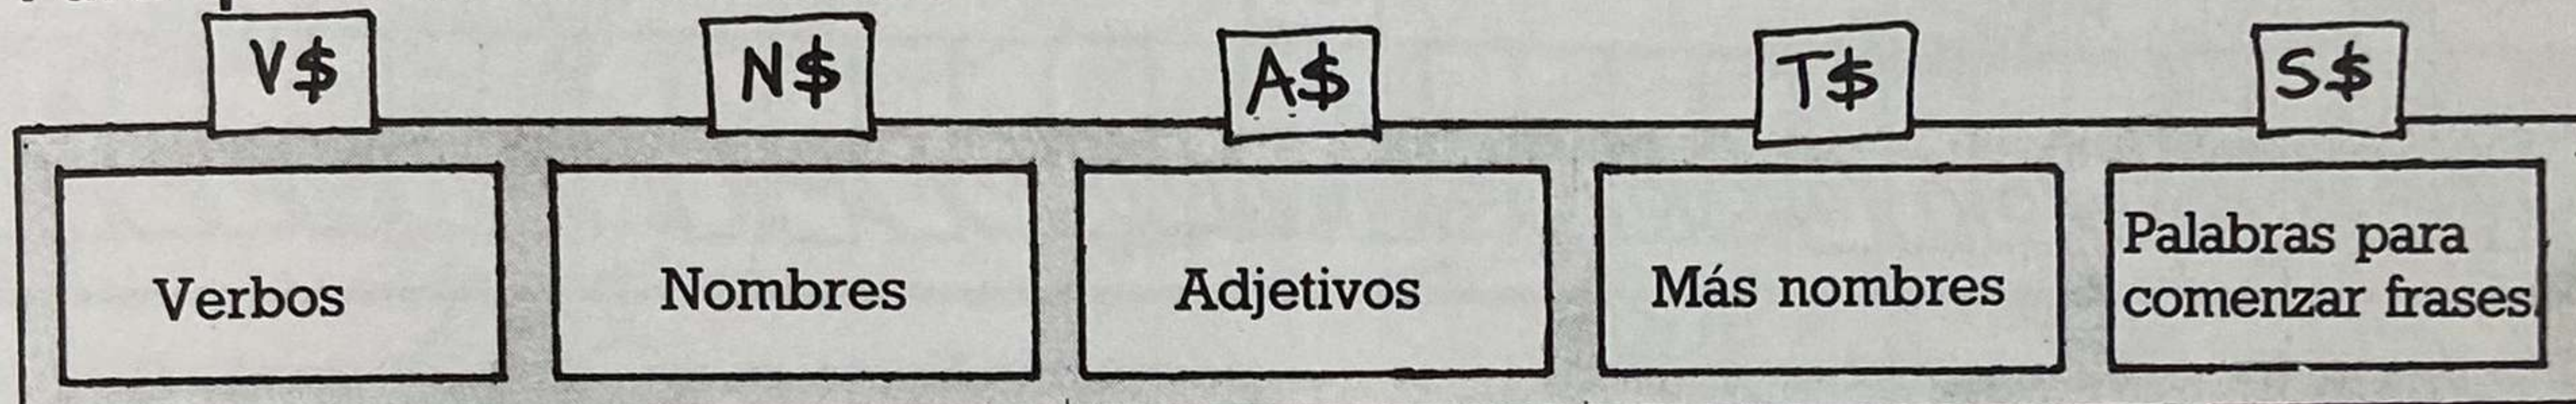 V$ N$ A$ T$ S$
Verbos
Nombres
Adjetivos
Más nombres
Palabras para
comenzar frases